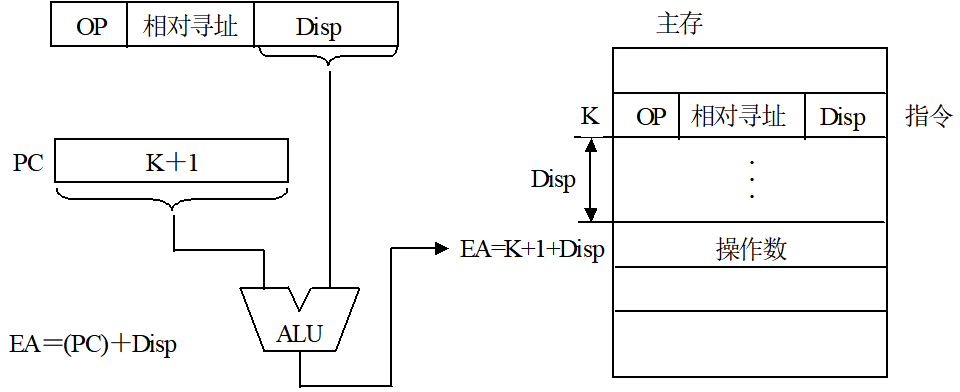 OP 相对寻址 Disp
主存
K OP 相对寻址 Disp 指令
PC K＋1
Disp
EA=K+1+Disp 操作数
ALU
EA＝(PC)＋Disp